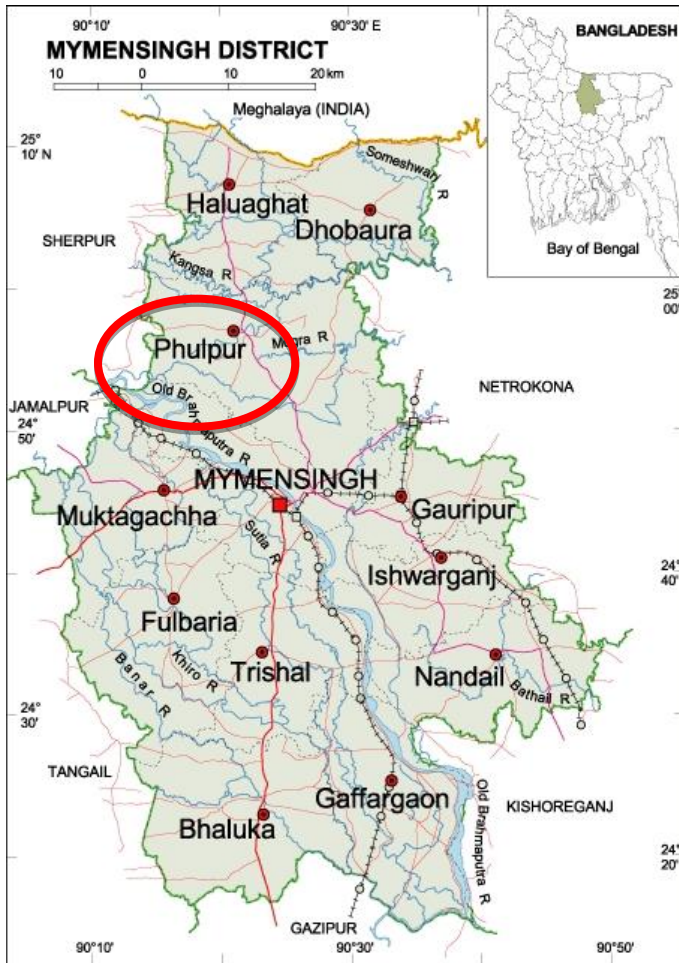 90°10'
90°30' E
MYMENSINGH DISTRICT
10 0 10 20 km
BANGLADESH
Bay of Bengal
Meghalaya (INDIA)
25°
10' N
Someshwari R
Haluaghat
Dhobaura
SHERPUR
Kangsa R
25°
00'
Phulpur
Mogra R
NETROKONA
JAMALPUR
24°
50'
Old Brahmaputra R
MYMENSINGH
Muktagachha
Gauripur
Sutia R
Ishwarganj
24°
40'
Fulbaria
Trishal
Khiro R
Banar R
Nandail
Bathail R
24°
30'
TANGAIL
Gaffargaon
Old Brahmaputra R
KISHOREGANJ
Bhaluka
24°
20'
GAZIPUR
90°10'
90°30'
90°50'